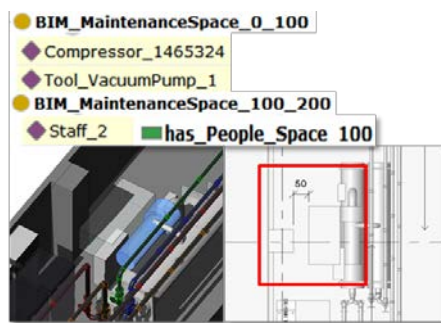 BIM_MaintenanceSpace_0_100
Compressor_1465324
Tool_VacuumPump_1
BIM_MaintenanceSpace_100_200
Staff_2 has_People_Space 100
50